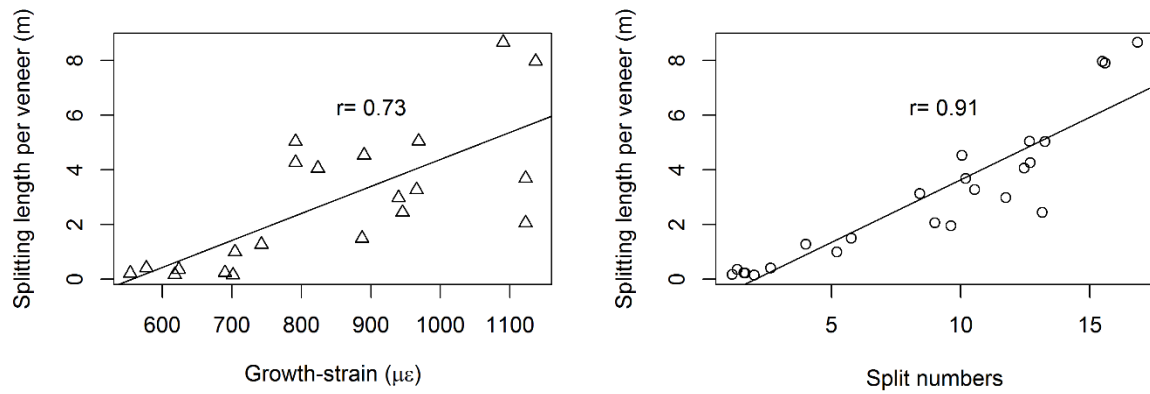 Splitting length per veneer (m)
8
6
4
2
0
r= 0.73
600 700 800 900 1000 1100
Growth-strain (με)
Splitting length per veneer (m)
8
6
4
2
0
r= 0.91
5 10 15
Split numbers